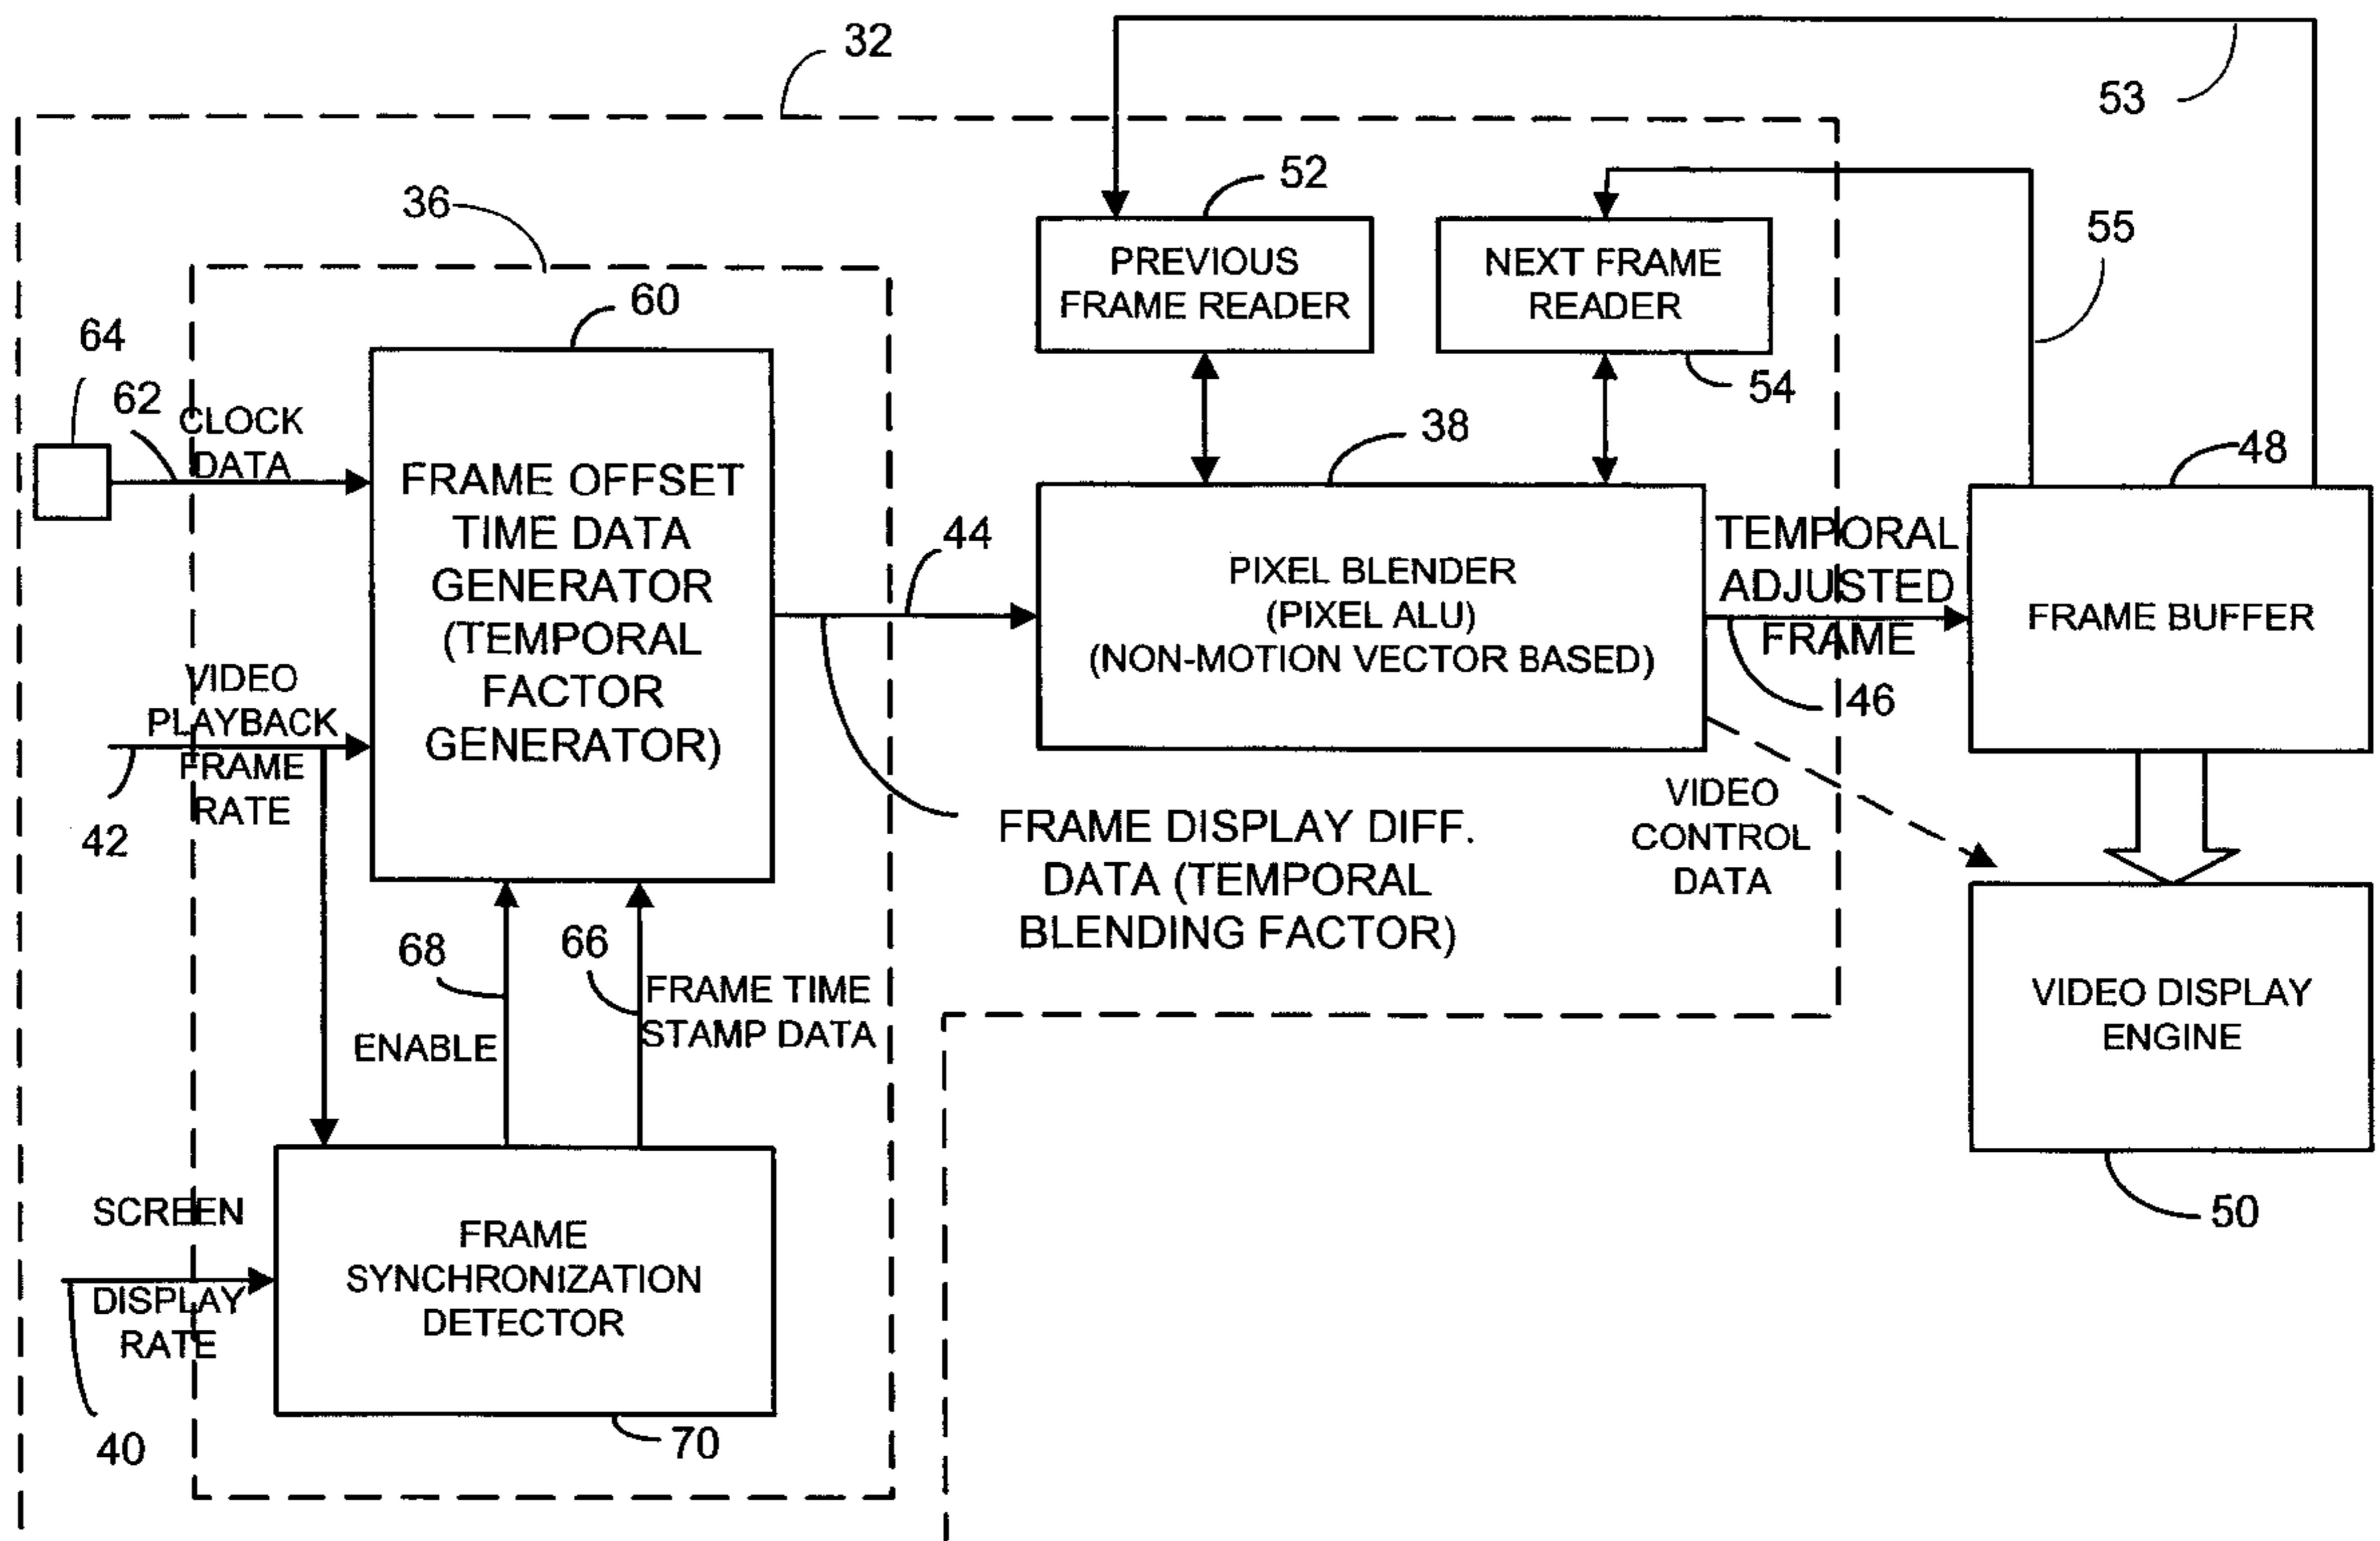 32
53
52
36
55
PREVIOUS
FRAME READER
NEXT FRAME
READER
60
64
54
62
CLOCK
DATA
38
48
FRAME OFFSET
TIME DATA
GENERATOR
(TEMPORAL
FACTOR
GENERATOR)
44
PIXEL BLENDER
(PIXEL ALU)
(NON-MOTION VECTOR BASED)
TEMPORAL
ADJUSTED
FRAME
FRAME BUFFER
46
VIDEO
PLAYBACK
FRAME
RATE
42
FRAME DISPLAY DIFF.
DATA (TEMPORAL
BLENDING FACTOR)
VIDEO
CONTROL
DATA
68
66
FRAME TIME
STAMP DATA
ENABLE
VIDEO DISPLAY
ENGINE
50
SCREEN
DISPLAY
RATE
FRAME
SYNCHRONIZATION
DETECTOR
40
70